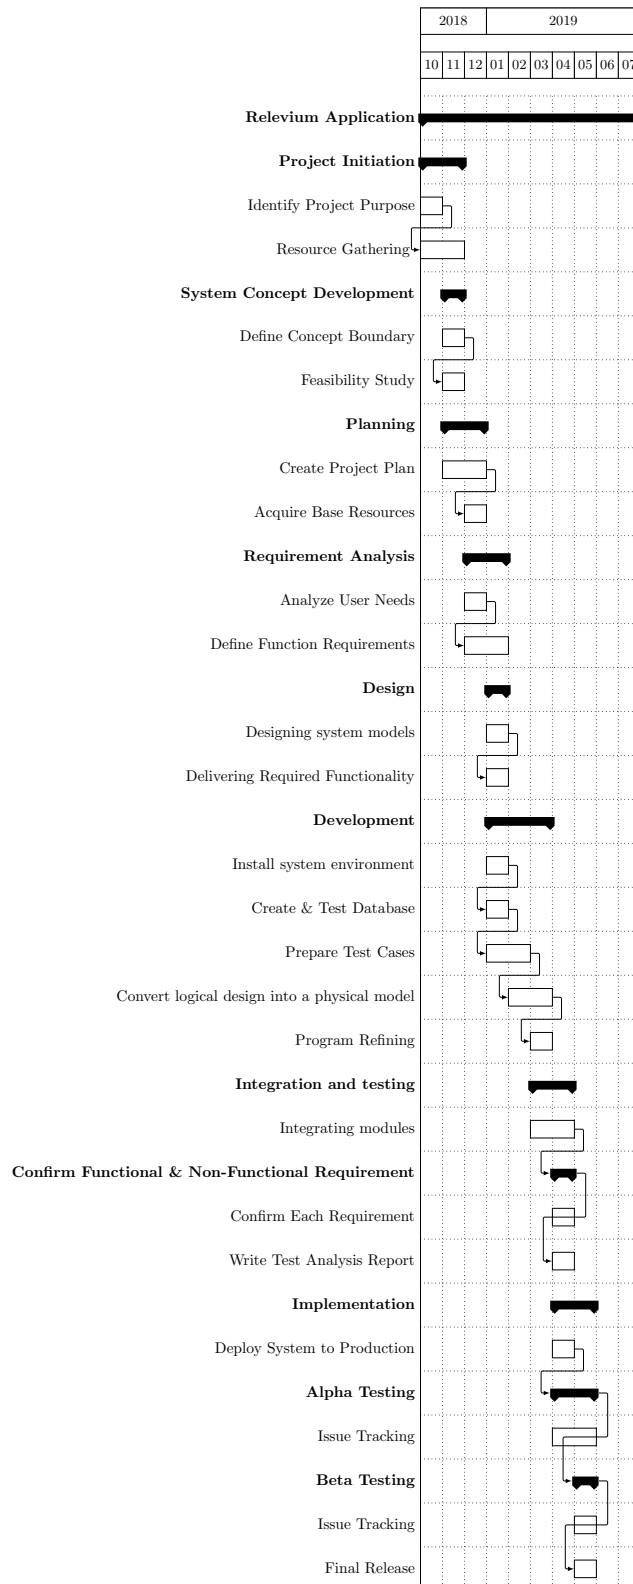 2018 2019
10 11 12 01 02 03 04 05 06 07
Relevium Application
Project Initiation
Identify Project Purpose
Resource Gathering
System Concept Development
Define Concept Boundary
Feasibility Study
Planning
Create Project Plan
Acquire Base Resources
Requirement Analysis
Analyze User Needs
Define Function Requirements
Design
Designing system models
Delivering Required Functionality
Development
Install system environment
Create & Test Database
Prepare Test Cases
Convert logical design into a physical model
Program Refining
Integration and testing
Integrating modules
Confirm Functional & Non-Functional Requirement
Confirm Each Requirement
Write Test Analysis Report
Implementation
Deploy System to Production
Alpha Testing
Issue Tracking
Beta Testing
Issue Tracking
Final Release